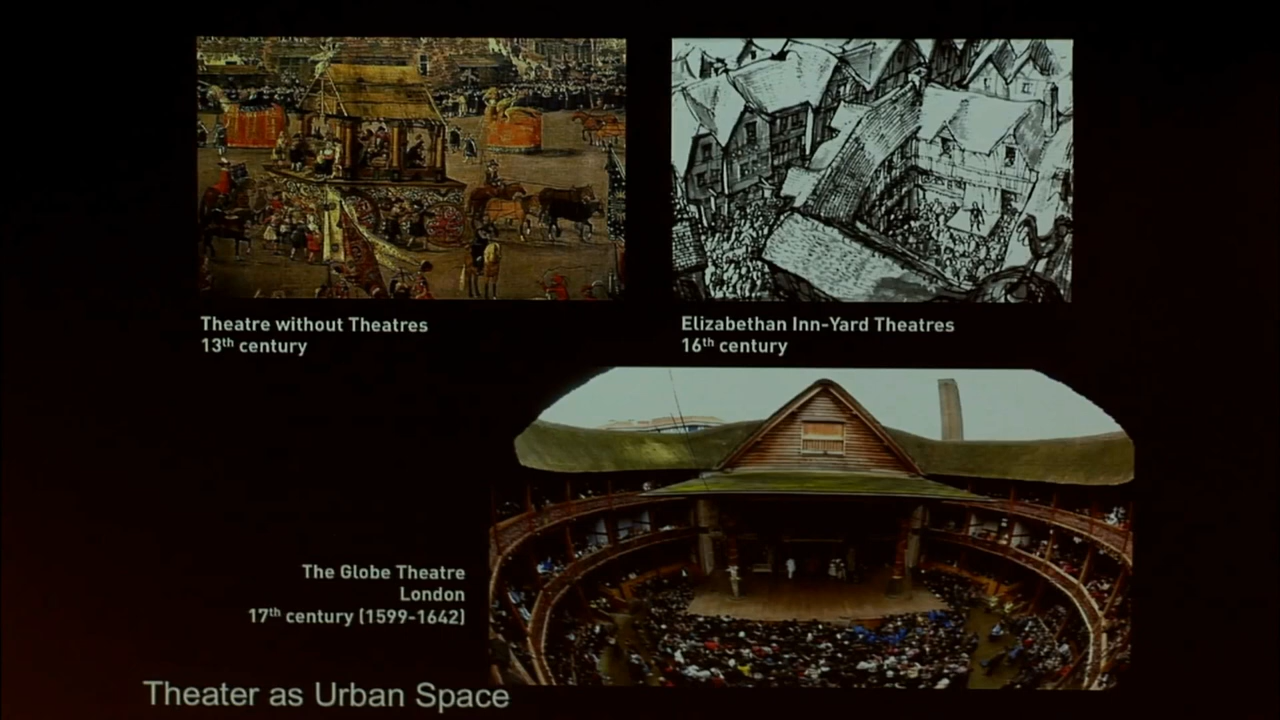 Theatre without Theatres
13th century
Elizabethan Inn-Yard Theatres
16th century
The Globe Theatre
London
17th century (1599-1642)
Theater as Urban Space